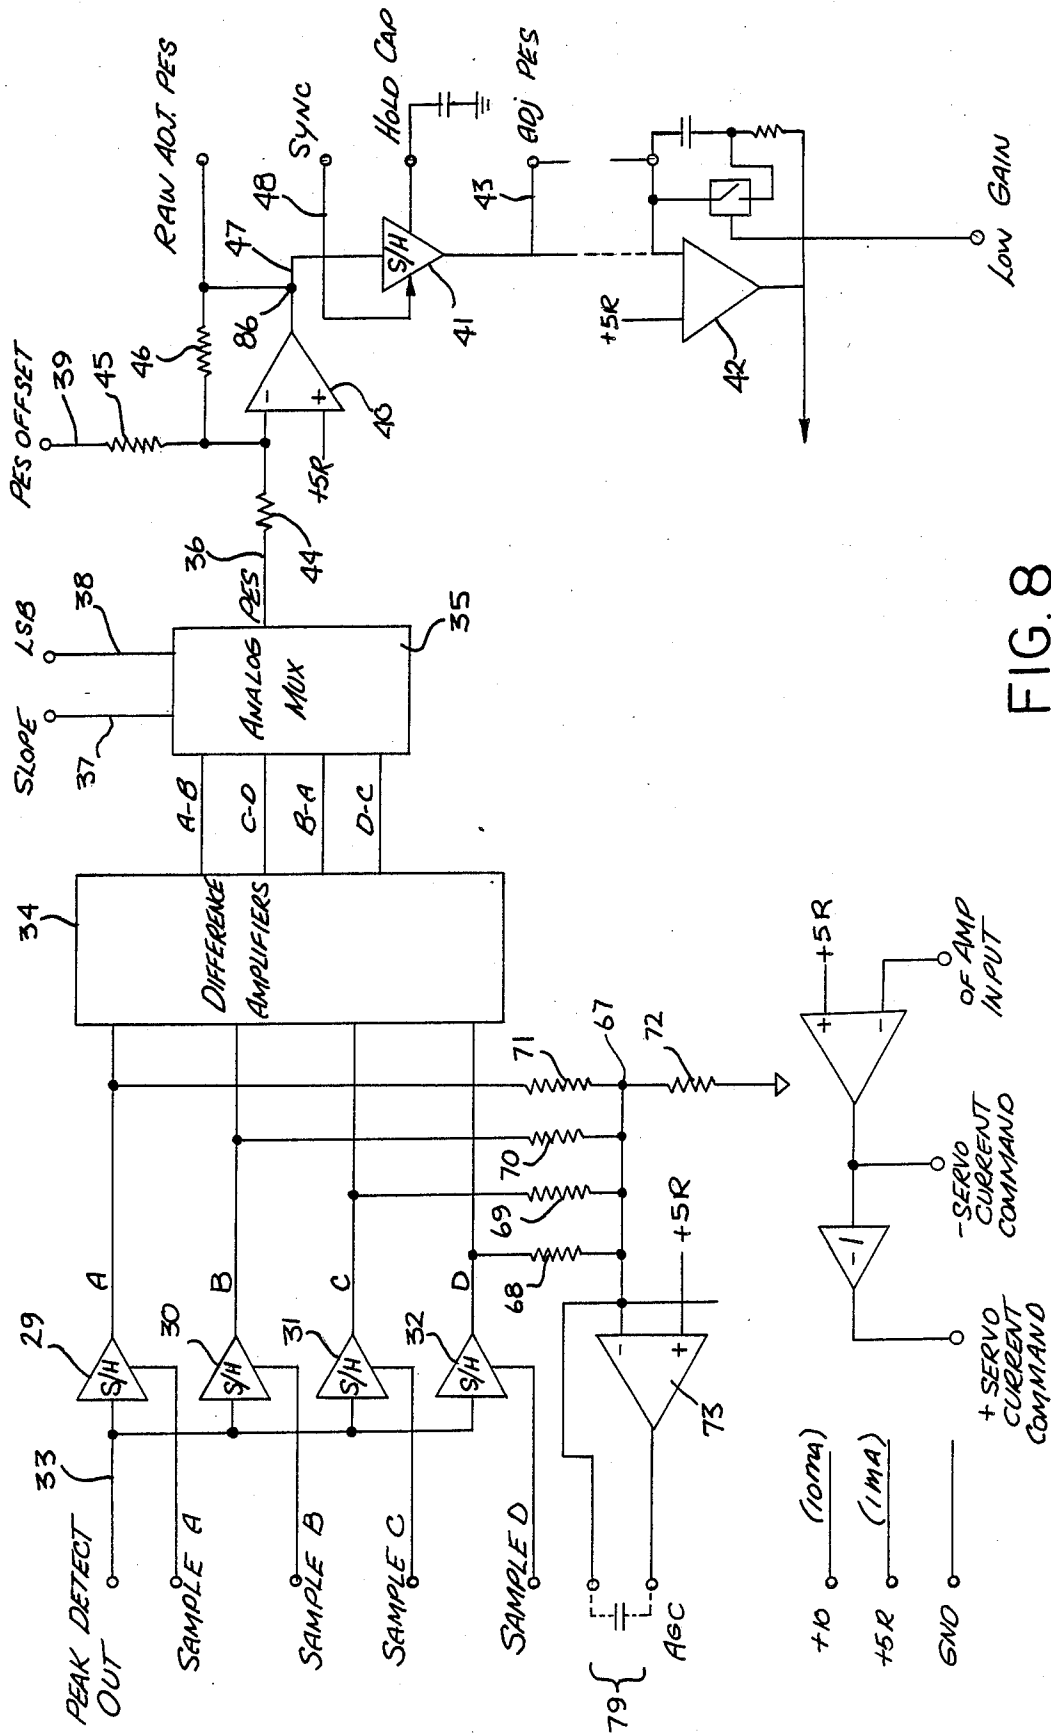 PEAK DETECT
OUT
33
SAMPLE A
SAMPLE B
SAMPLE C
SAMPLE D
29
S/H
A
30
S/H
B
31
S/H
C
32
S/H
D
34
DIFFERENCE
AMPLIFIERS
A-B
C-D
B-A
D-C
SLOPE
37
LSB
38
ANALOG
MUX
35
PES
36
44
PES OFFSET
39
45
46
-
+
+5R
40
86
47
RAW ADJ. PES
SYNC
48
S/H
41
HOLD CAP
43
ADJ PES
+5R
42
LOW GAIN
68
69
70
71
67
72
-
+
+5R
73
79
AGC
+10 (10MA)
+5R (1MA)
GND
+ SERVO
CURRENT
COMMAND
-1
- SERVO
CURRENT
COMMAND
+
-
+5R
OF AMP
INPUT
FIG. 8